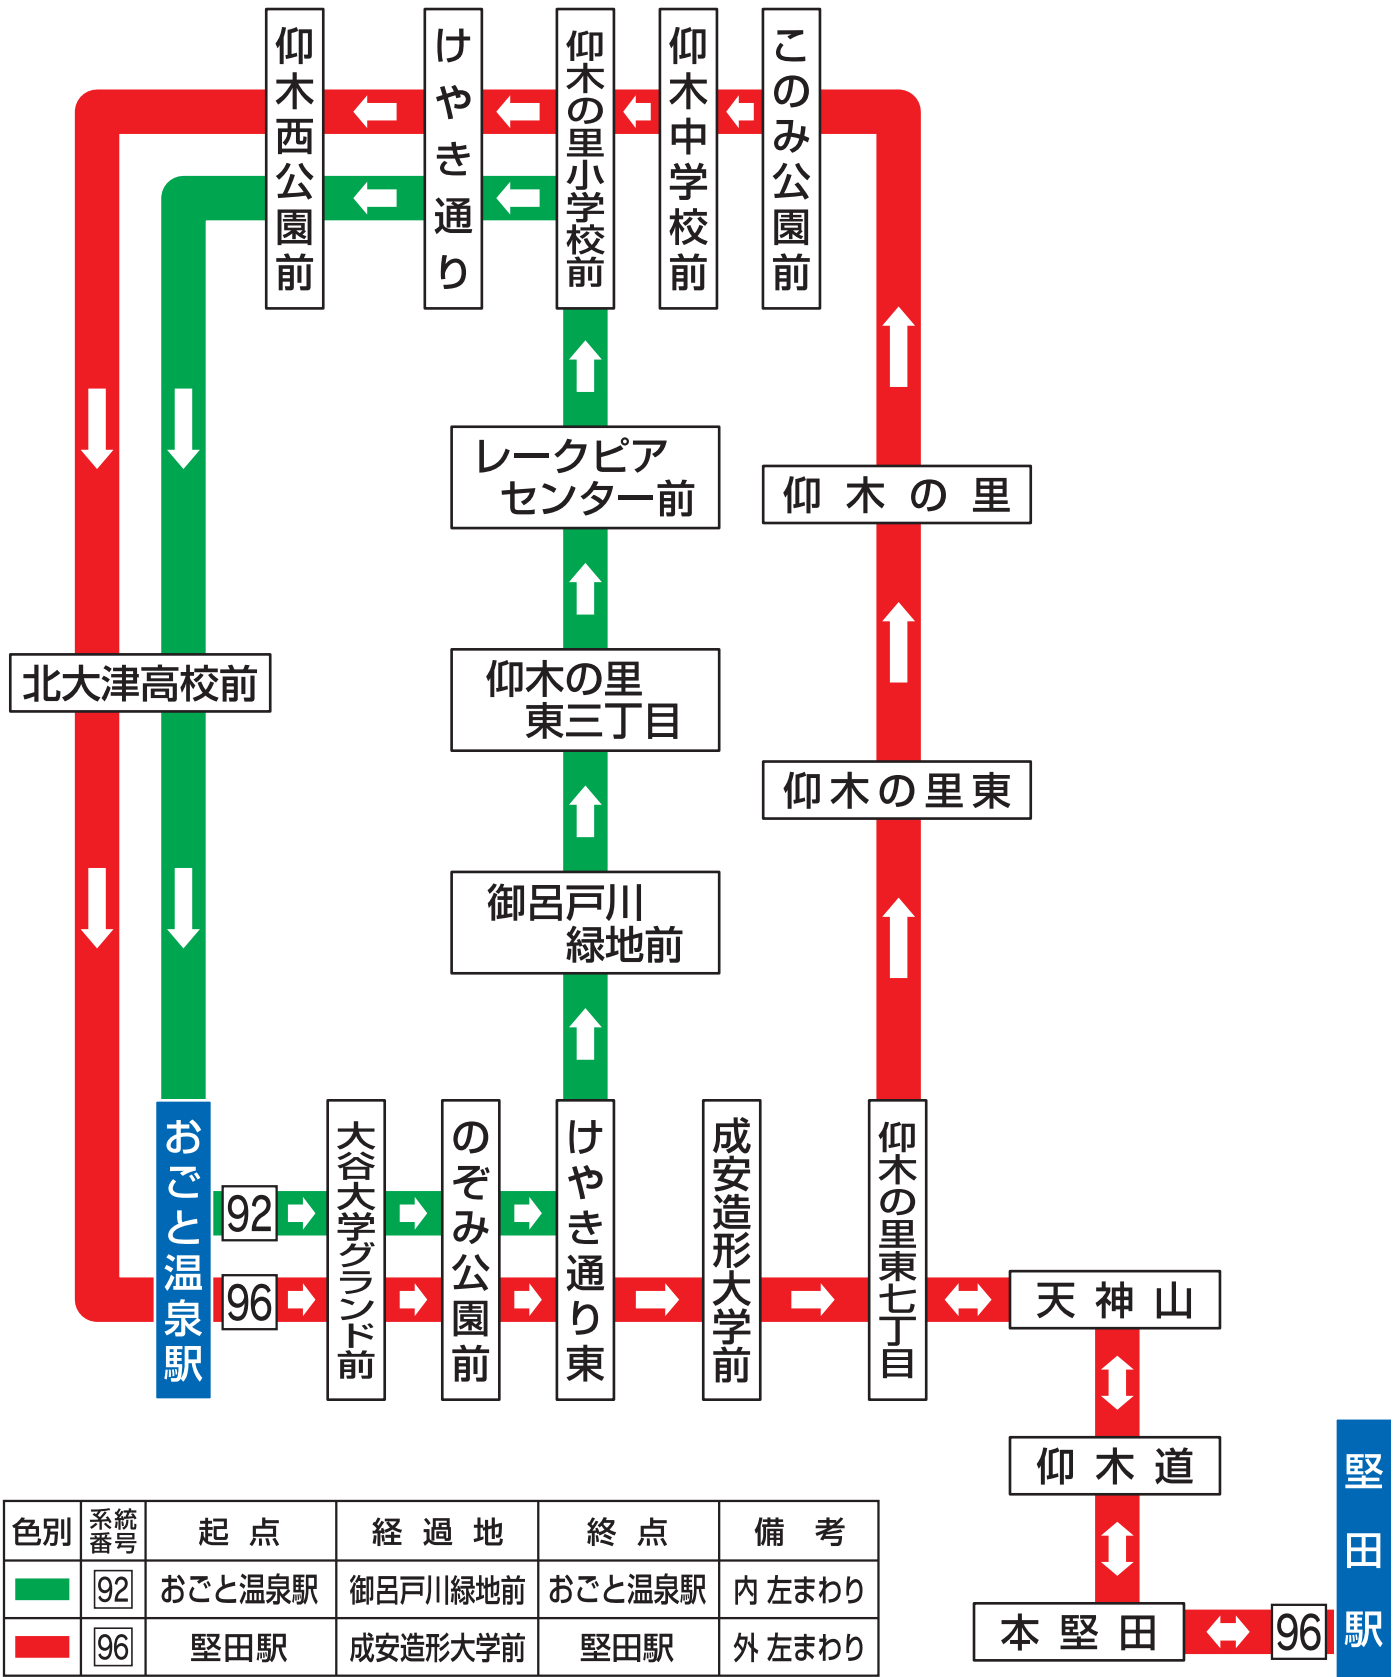 仰木西公園前
けやき通り
仰木の里小学校前
仰木中学校前
このみ公園前
レークピア
センター前
仰木の里
仰木の里
東三丁目
北大津高校前
仰木の里東
御呂戸川
緑地前
おごと温泉駅
92
96
大谷大学グランド前
のぞみ公園前
けやき通り東
成安造形大学前
仰木の里東七丁目
天神山
仰木道
本堅田
96
堅田駅
色別 系統番号 起点 経過地 終点 備考
92 おごと温泉駅 御呂戸川緑地前 おごと温泉駅 内 左まわり
96 堅田駅 成安造形大学前 堅田駅 外 左まわり